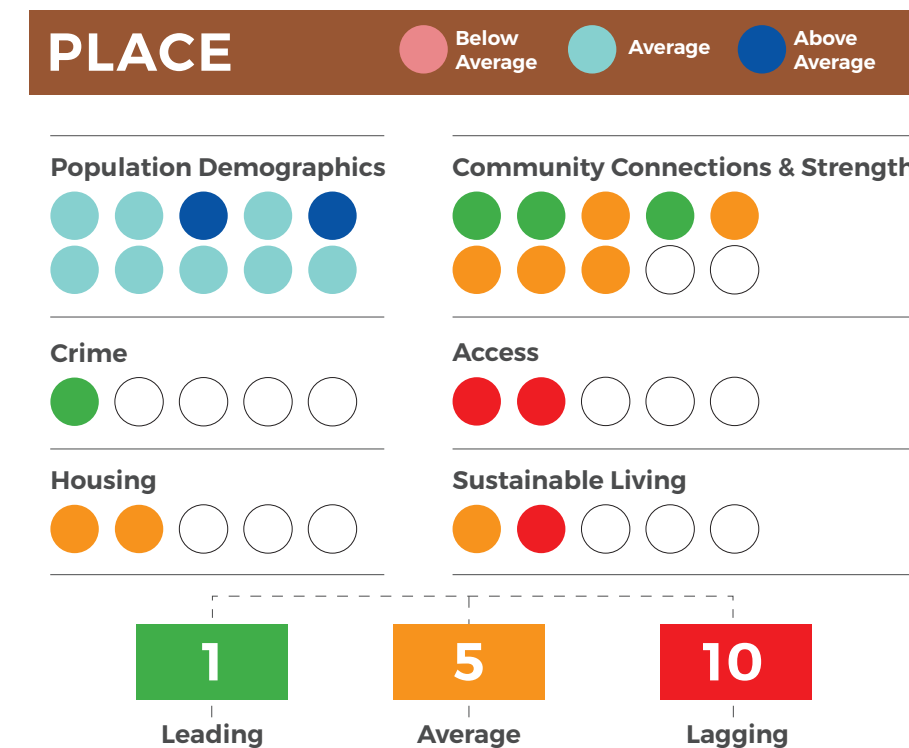 PLACE
Below
Average
Average
Above
Average
Population Demographics
Community Connections & Strength
Crime
Access
Housing
Sustainable Living
1
5
10
Leading
Average
Lagging